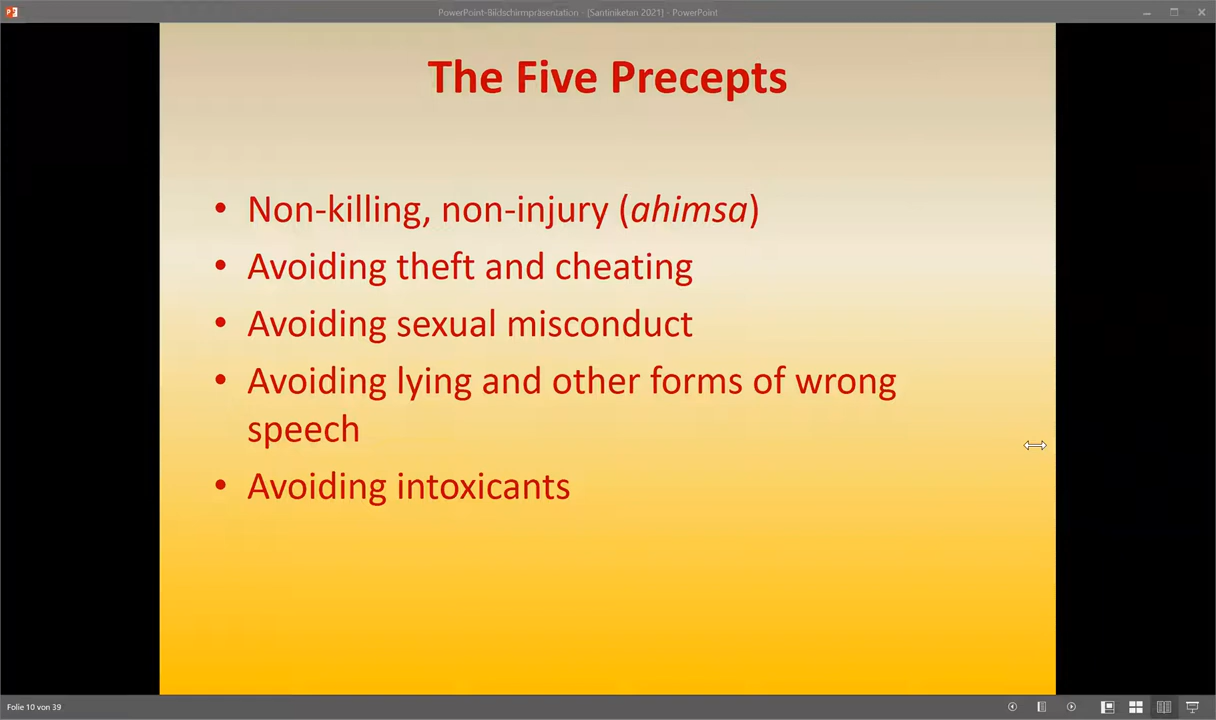 PowerPoint-Bildschirmpräsentation - [Santiniketan 2021] - PowerPoint
The Five Precepts
• Non-killing, non-injury (ahimsa)
• Avoiding theft and cheating
• Avoiding sexual misconduct
• Avoiding lying and other forms of wrong
speech
• Avoiding intoxicants
Folie 10 von 39